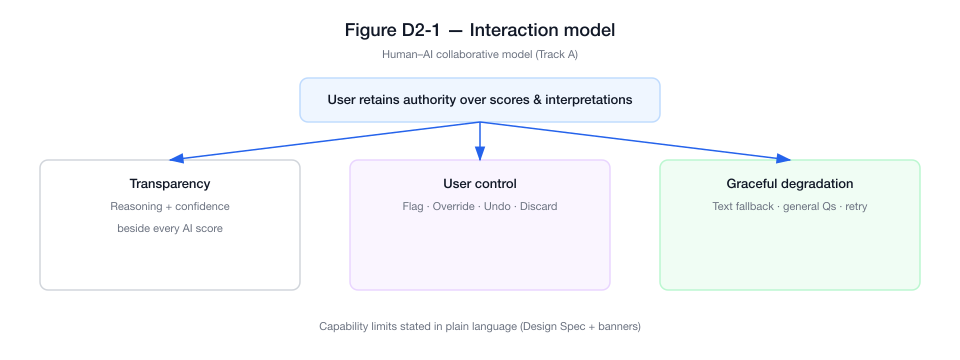 Figure D2-1 — Interaction model
Human–AI collaborative model (Track A)
User retains authority over scores & interpretations
Transparency
Reasoning + confidence
beside every AI score
User control
Flag · Override · Undo · Discard
Graceful degradation
Text fallback · general Qs · retry
Capability limits stated in plain language (Design Spec + banners)